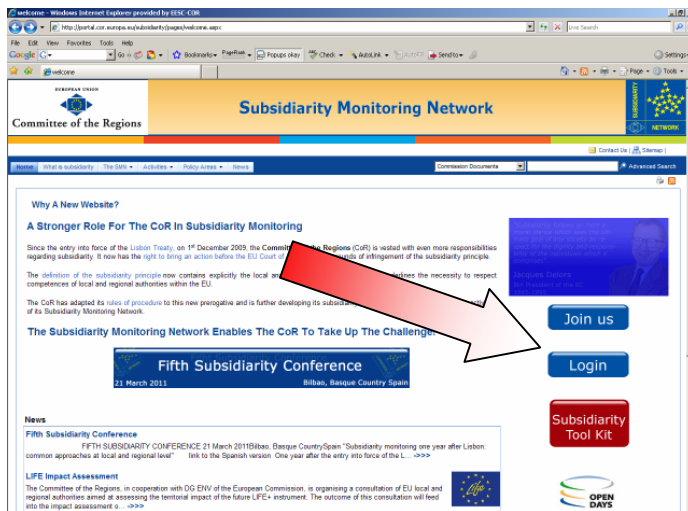 welcome - Windows Internet Explorer provided by EESC-COR
http://portal.cor.europa.eu/subsidiarity/pages/welcome.aspx
Live Search
File Edit View Favorites Tools Help
Google G Go Bookmarks PageRank Popups okay Check AutoLink AutoFill Send to Settings
welcome Page Tools
EUROPEAN UNION
Committee of the Regions
Subsidiarity Monitoring Network
SUBSIDIARITY
NETWORK
Contact Us | Sitemap |
Home What is subsidiarity The SMN Activities Policy Areas News Commission Documents Advanced Search
Why A New Website?
A Stronger Role For The CoR In Subsidiarity Monitoring
Since the entry into force of the Lisbon Treaty, on 1st December 2009, the Committee of the Regions (CoR) is vested with even more responsibilities
regarding subsidiarity. It now has the right to bring an action before the EU Court of grounds of infringement of the subsidiarity principle.
The definition of the subsidiarity principle now contains explicitly the local and underlines the necessity to respect
competences of local and regional authorities within the EU.
The CoR has adapted its rules of procedure to this new prerogative and is further developing its subsidiarity
of its Subsidiarity Monitoring Network.
The Subsidiarity Monitoring Network Enables The CoR To Take Up The Challenge!
Fifth Subsidiarity Conference
21 March 2011 Bilbao, Basque Country Spain
Jacques Delors
Join us
Login
Subsidiarity
Tool Kit
OPEN
DAYS
News
Fifth Subsidiarity Conference
FIFTH SUBSIDIARITY CONFERENCE 21 March 2011Bilbao, Basque CountrySpain "Subsidiarity monitoring one year after Lisbon:
common approaches at local and regional level" link to the Spanish version One year after the entry into force of the L... ->>>
LIFE Impact Assessment
The Committee of the Regions, in cooperation with DG ENV of the European Commission, is organising a consultation of EU local and
regional authorities aimed at assessing the territorial impact of the future LIFE+ instrument. The outcome of this consultation will feed
into the impact assessment o... ->>>
Life